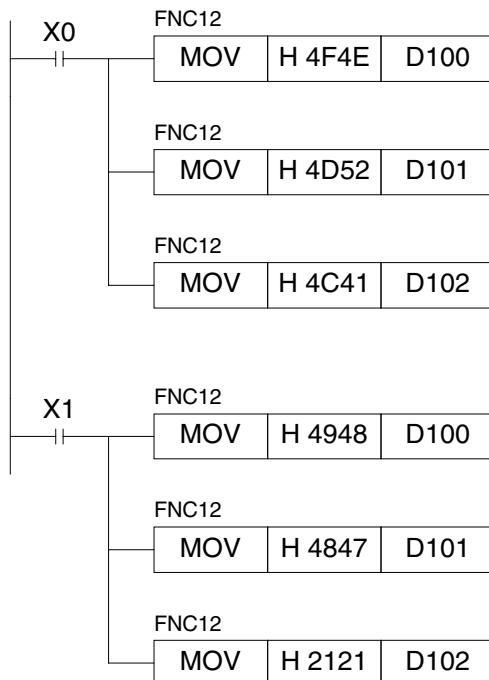 FNC12
X0
MOV H 4F4E D100
FNC12
MOV H 4D52 D101
FNC12
MOV H 4C41 D102
FNC12
X1
MOV H 4948 D100
FNC12
MOV H 4847 D101
FNC12
MOV H 2121 D102